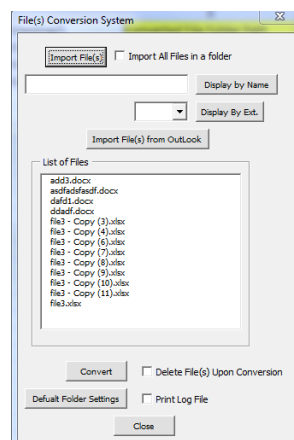 File(s) Conversion System
Import File(s) Import All Files in a folder
Display by Name
Display By Ext.
Import File(s) from OutLook
List of Files
add3.docx
asdfadsfasdf.docx
dafd1.docx
ddadf.docx
file3 - Copy (3).xlsx
file3 - Copy (4).xlsx
file3 - Copy (6).xlsx
file3 - Copy (7).xlsx
file3 - Copy (8).xlsx
file3 - Copy (9).xlsx
file3 - Copy (10).xlsx
file3 - Copy (11).xlsx
file3.xlsx
Convert Delete File(s) Upon Conversion
Defualt Folder Settings Print Log File
Close